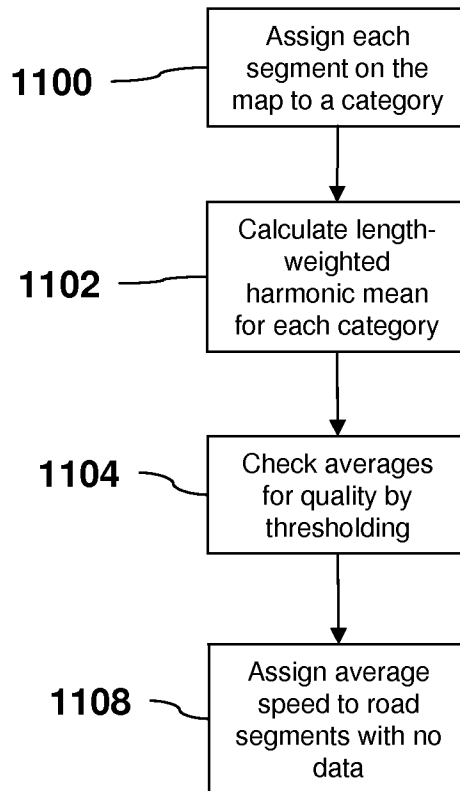 1100
Assign each
segment on the
map to a category
1102
Calculate length-
weighted
harmonic mean
for each category
1104
Check averages
for quality by
thresholding
1108
Assign average
speed to road
segments with no
data